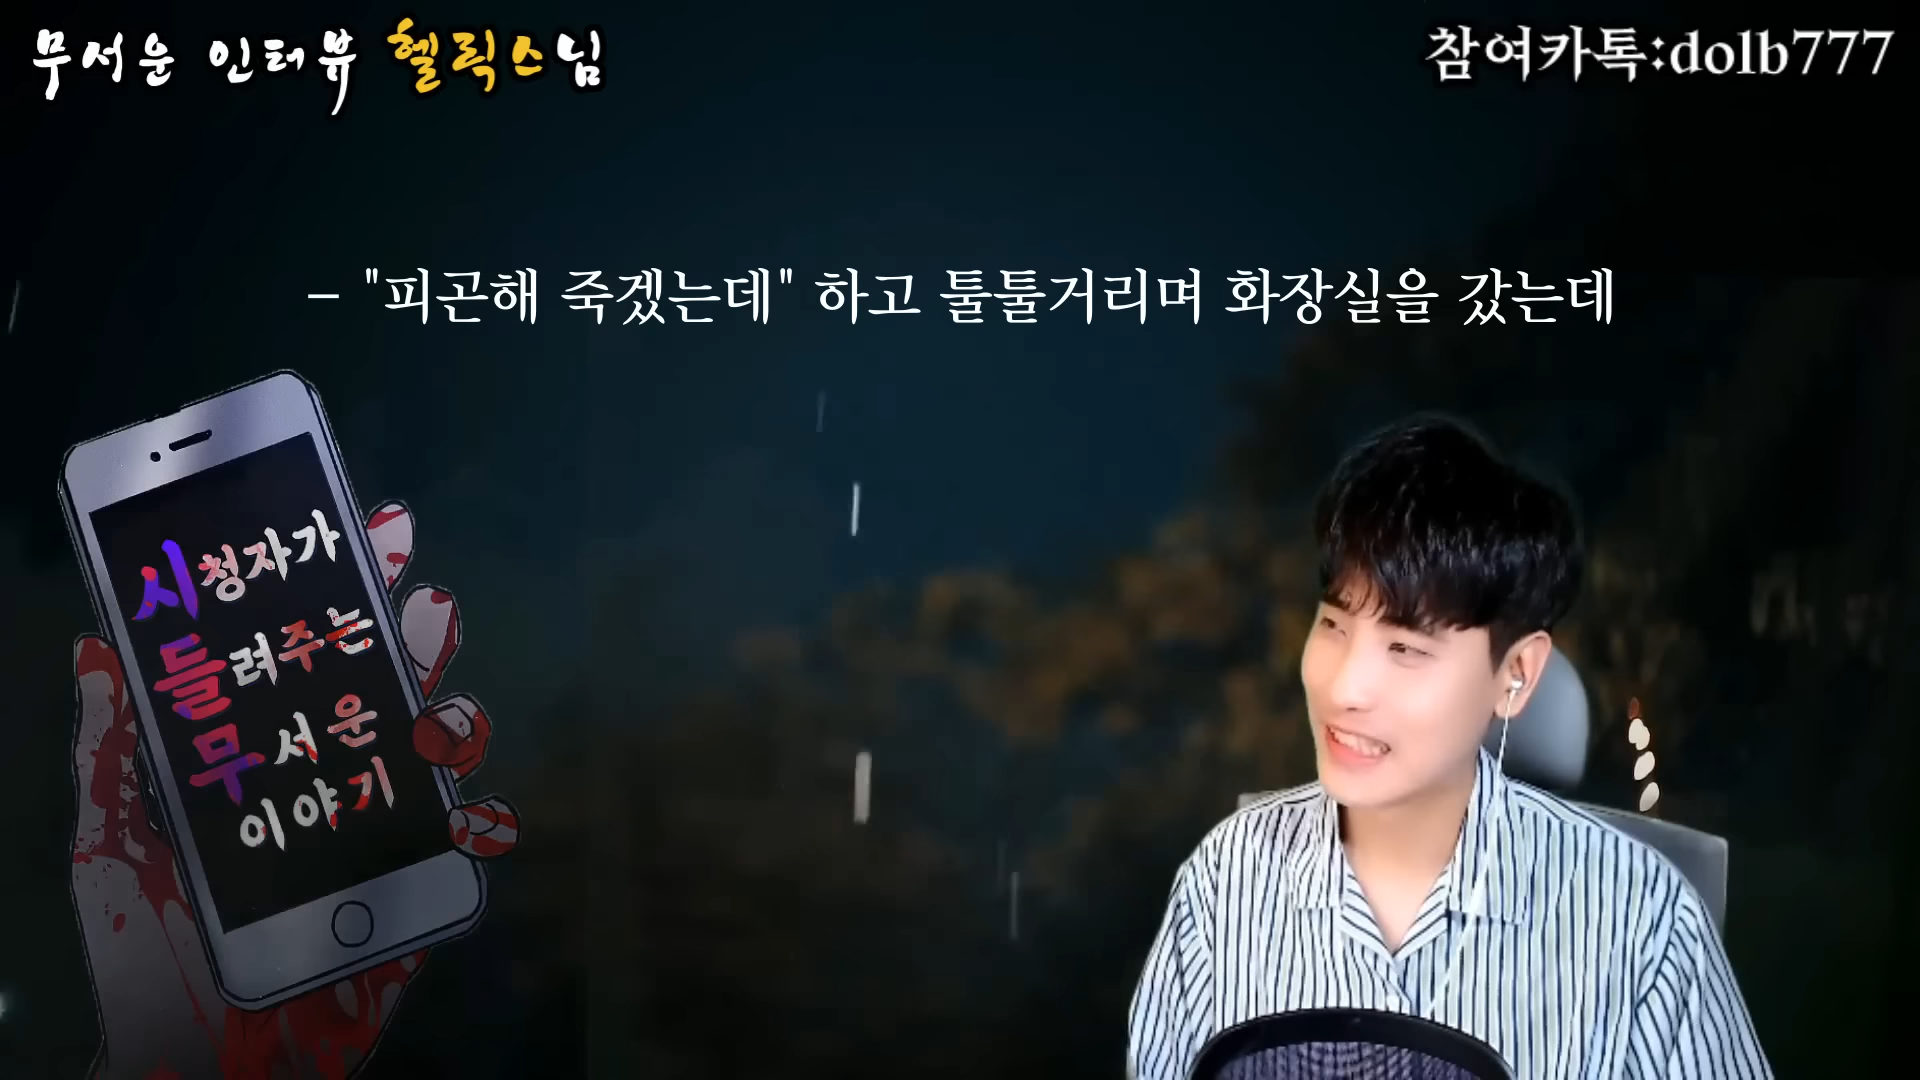 무서운 인터뷰 헬릭스님
참여카톡:dolb777
– "피곤해 죽겠는데" 하고 툴툴거리며 화장실을 갔는데
시청자가
들려주는
무서운
이야기